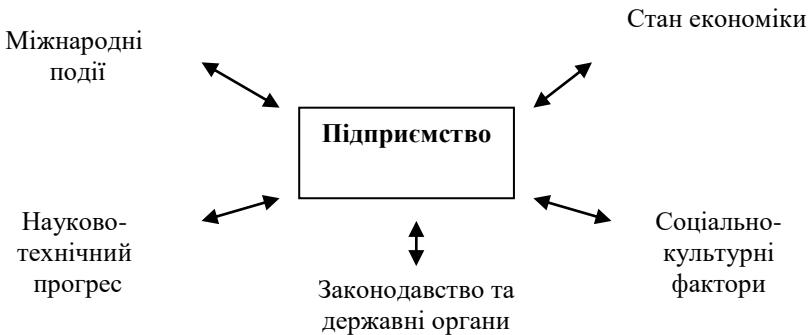 Міжнародні
події
Стан економіки
Підприємство
Науково-
технічний
прогрес
Законодавство та
державні органи
Соціально-
культурні
фактори